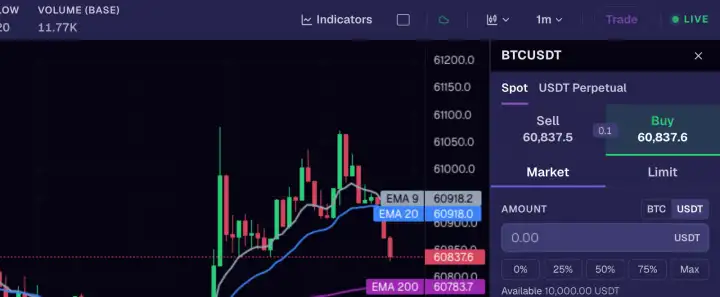 LOW VOLUME (BASE)
20 11.77K
Indicators 1m Trade LIVE
BTCUSDT
Spot USDT Perpetual
Sell Buy
60,837.5 0.1 60,837.6
Market Limit
AMOUNT BTC USDT
0.00 USDT
0% 25% 50% 75% Max
Available 10,000.00 USDT
61200.0
61150.0
61100.0
61050.0
61000.0
EMA 9 60918.2
EMA 20 60918.0
60900.0
60850.0
60837.6
60800.0
EMA 200 60783.7